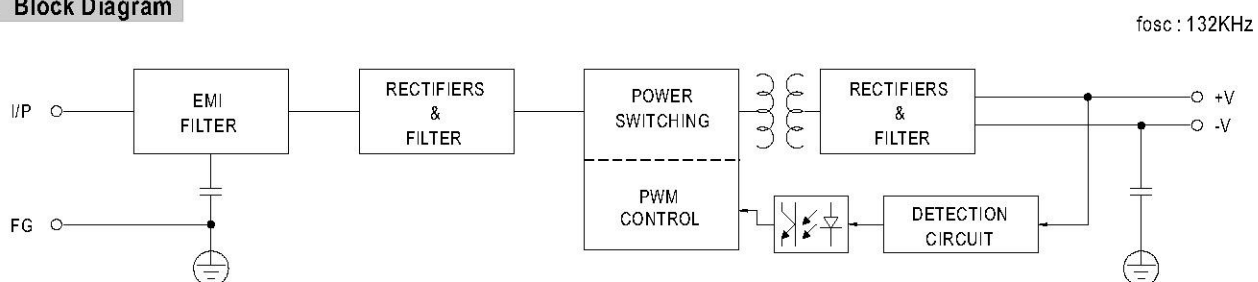 Block Diagram
fosc : 132KHz
I/P
EMI
FILTER
RECTIFIERS
&
FILTER
POWER
SWITCHING
PWM
CONTROL
RECTIFIERS
&
FILTER
+V
-V
FG
DETECTION
CIRCUIT